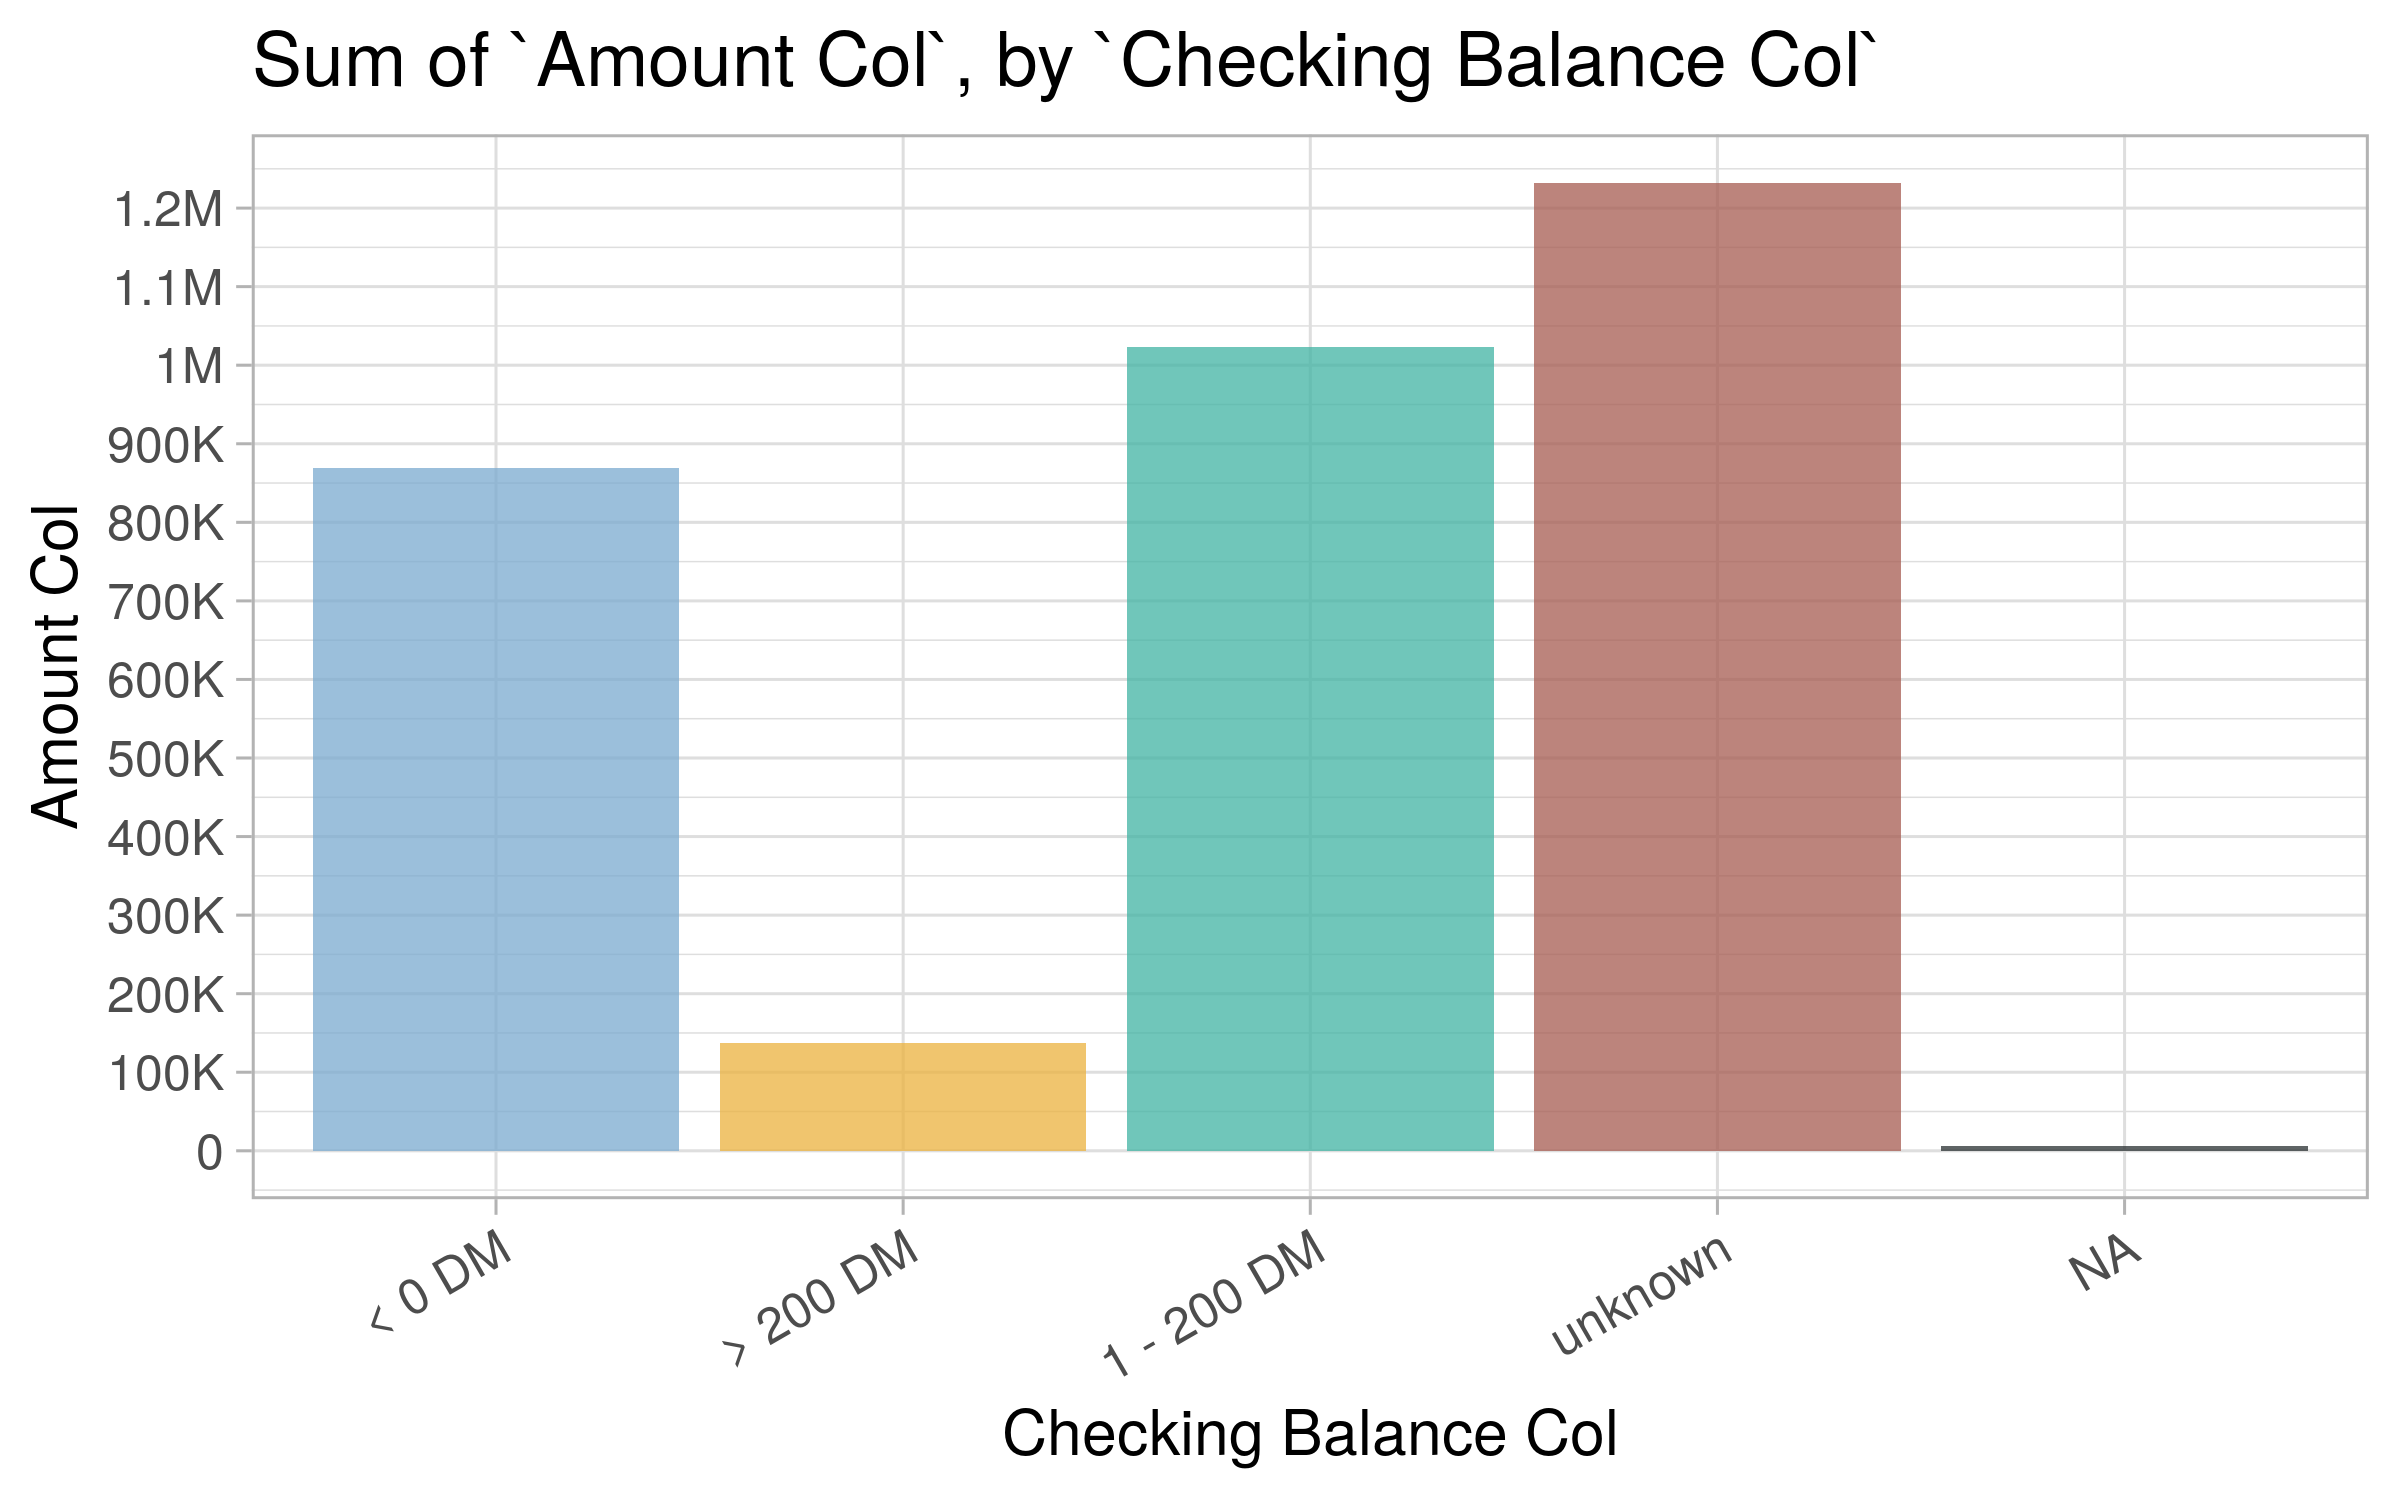 Sum of `Amount Col`, by `Checking Balance Col`
1.2M
1.1M
1M
900K
800K
700K
600K
500K
400K
300K
200K
100K
0
Amount Col
< 0 DM
> 200 DM
1 - 200 DM
unknown
NA
Checking Balance Col